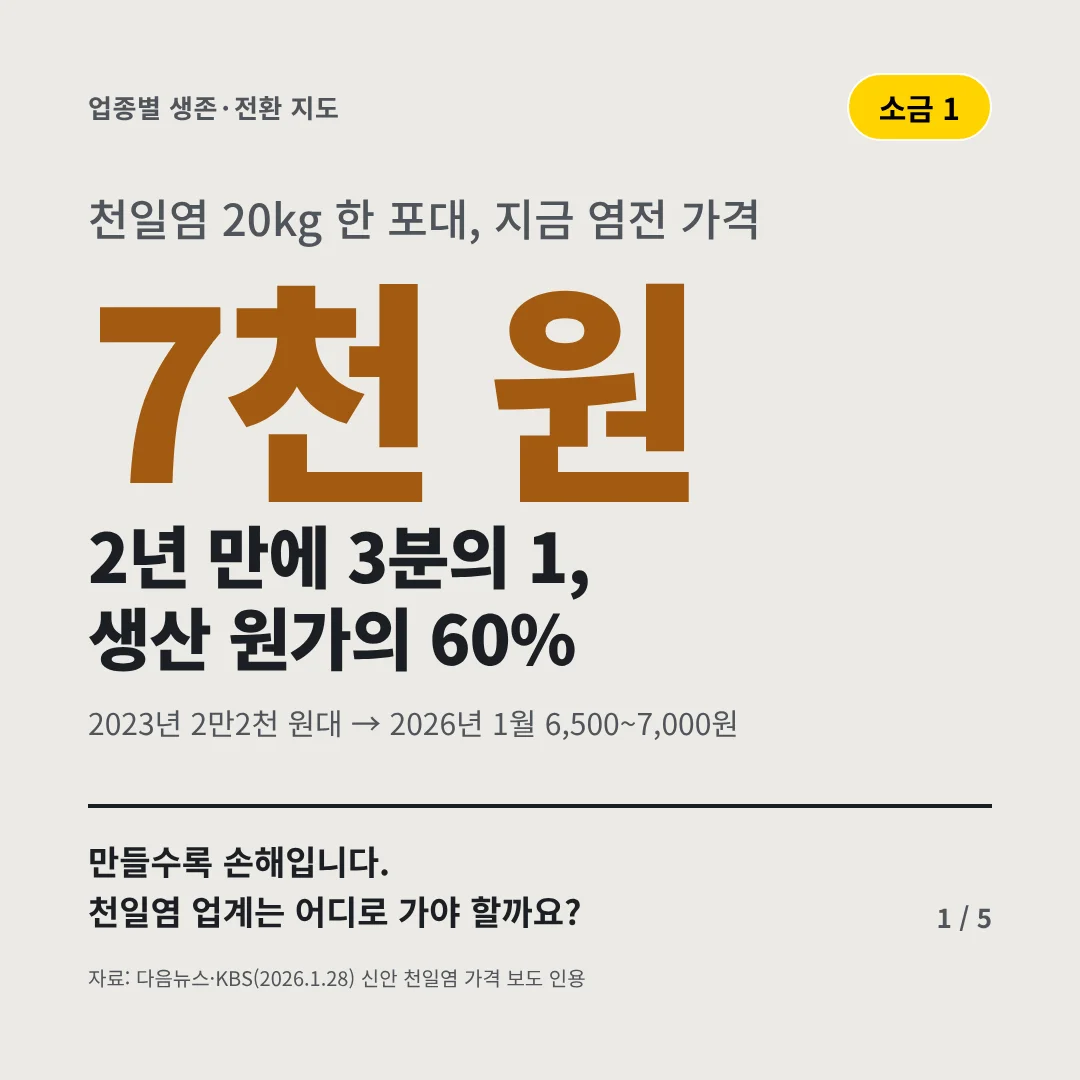 업종별 생존·전환 지도
소금 1
천일염 20kg 한 포대, 지금 염전 가격
7천 원
2년 만에 3분의 1,
생산 원가의 60%
2023년 2만2천 원대 → 2026년 1월 6,500~7,000원
만들수록 손해입니다.
천일염 업계는 어디로 가야 할까요?
1 / 5
자료: 다음뉴스·KBS(2026.1.28) 신안 천일염 가격 보도 인용